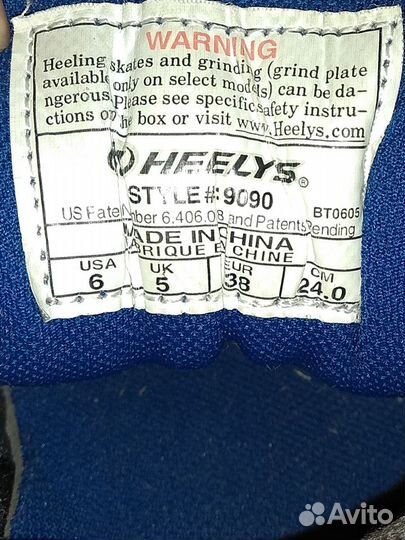 WARNING
Heeling skates and grinding (grind plate
available only on select models) can be da-
ngerous. Please see specific safety instru-
ctions on the box or visit www.Heelys.com
HEELYS®
STYLE#:9090
US Patent Number 6.406.038 and Patents Pending
BT0605
MADE IN CHINA
FABRIQUE EN CHINE
USA UK EUR CM
6 5 38 24.0
Avito